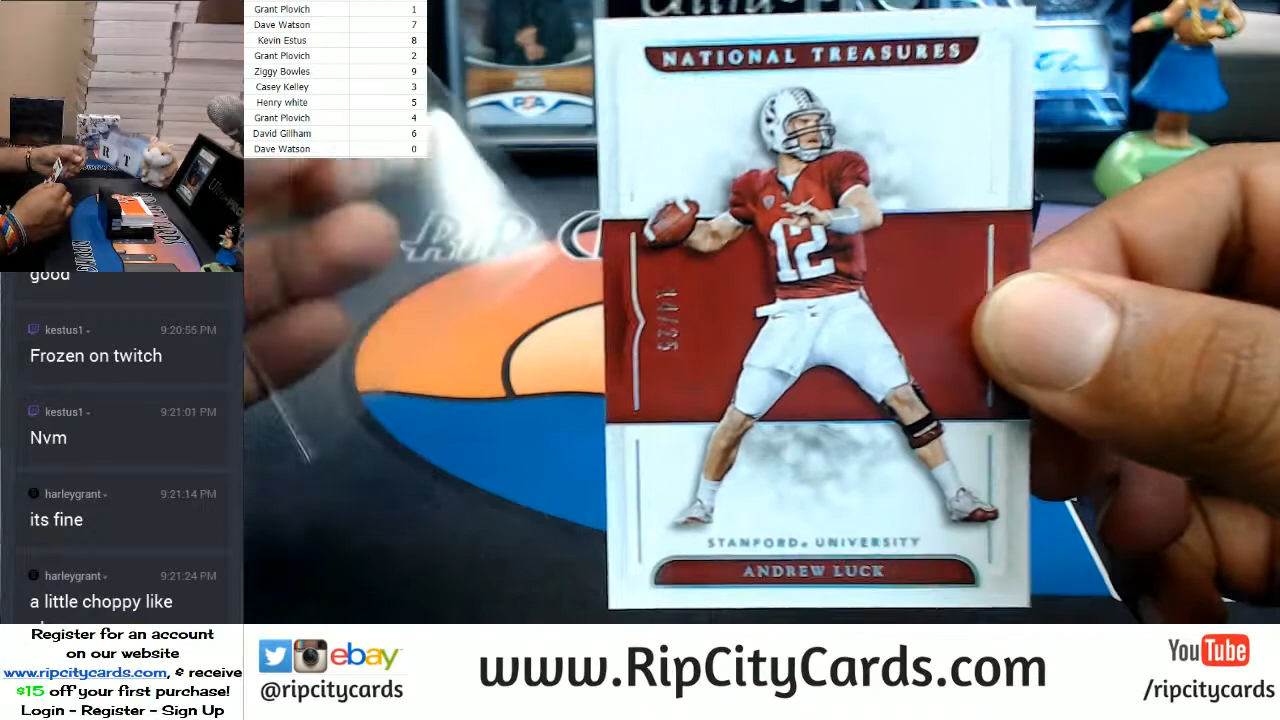 Grant Plovich 1
Dave Watson 7
Kevin Estus 8
Grant Plovich 2
Ziggy Bowles 9
Casey Kelley 3
Henry white 5
Grant Plovich 4
David Gillham 6
Dave Watson 0
good
kestus1 9:20:55 PM
Frozen on twitch
kestus1 9:21:01 PM
Nvm
harleygrant 9:21:14 PM
its fine
harleygrant 9:21:24 PM
a little choppy like
NATIONAL TREASURES
12
14/25
STANFORD UNIVERSITY
ANDREW LUCK
PSA
Register for an account
on our website
www.ripcitycards.com, & receive
$15 off your first purchase!
Login - Register - Sign Up
ebay
@ripcitycards
www.RipCityCards.com
YouTube
/ripcitycards